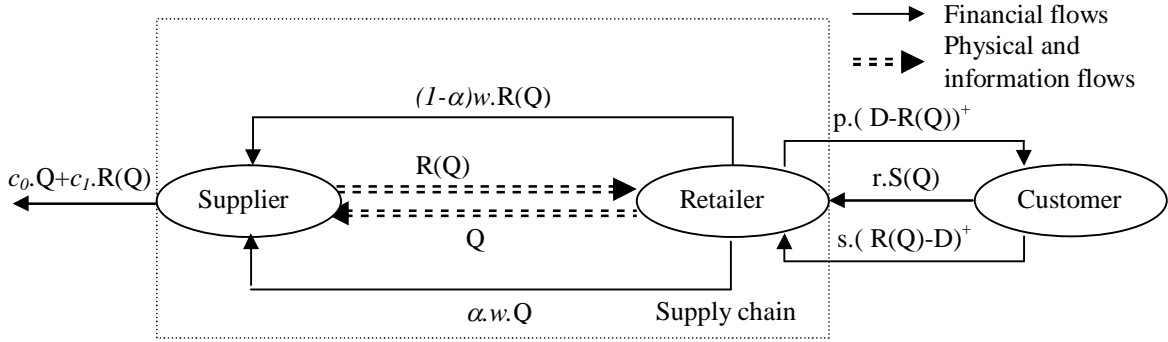 Financial flows
Physical and
information flows
(1-α)w.R(Q)
p.( D-R(Q))⁺
c₀.Q+c₁.R(Q)
R(Q)
r.S(Q)
Supplier
Retailer
Customer
Q
s.( R(Q)-D)⁺
α.w.Q
Supply chain